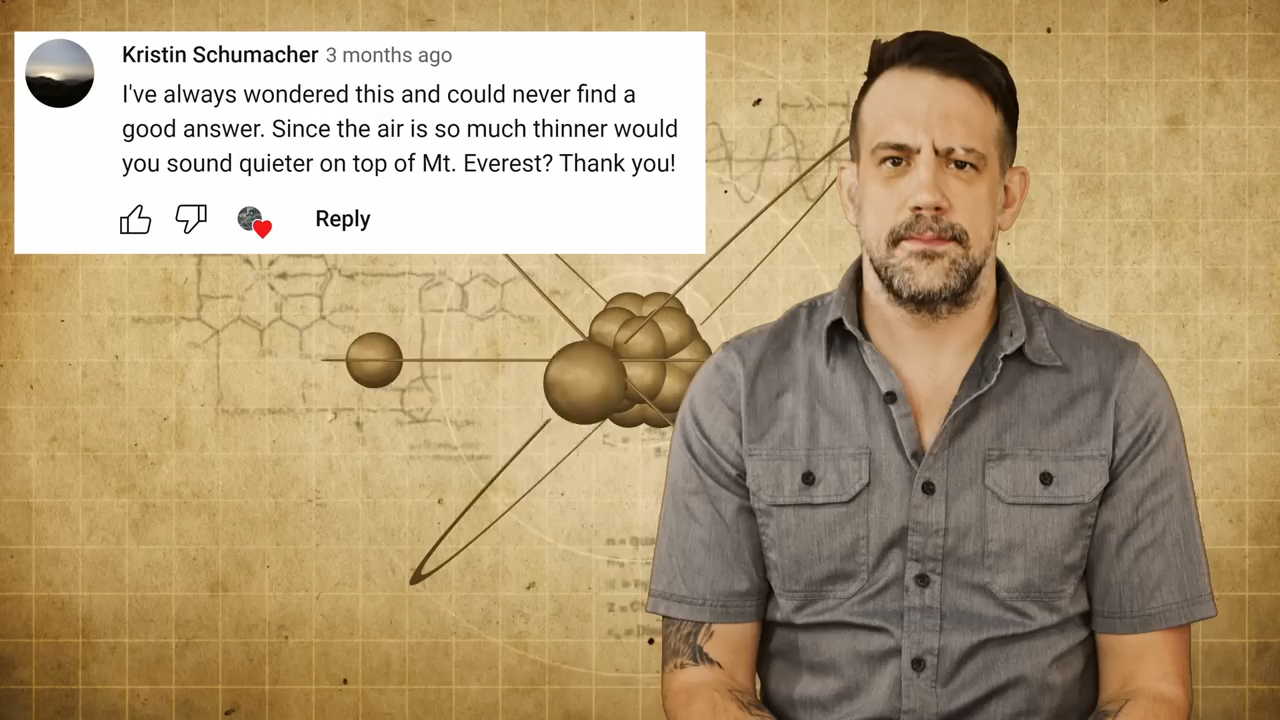 Kristin Schumacher 3 months ago
I've always wondered this and could never find a
good answer. Since the air is so much thinner would
you sound quieter on top of Mt. Everest? Thank you!
Reply